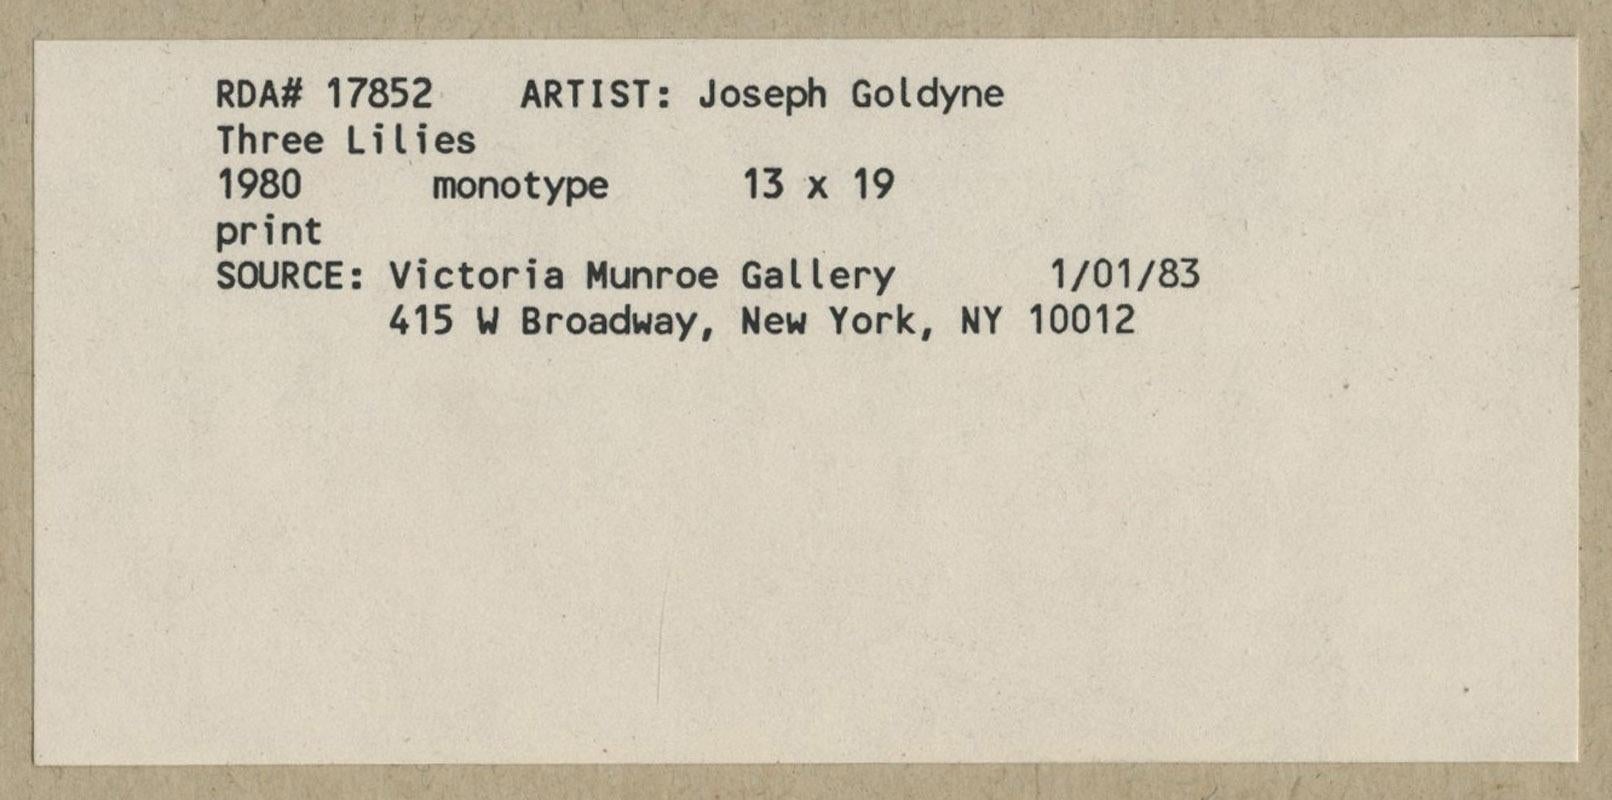 RDA# 17852    ARTIST: Joseph Goldyne
Three Lilies
1980      monotype      13 x 19
print
SOURCE: Victoria Munroe Gallery       1/01/83
        415 W Broadway, New York, NY 10012